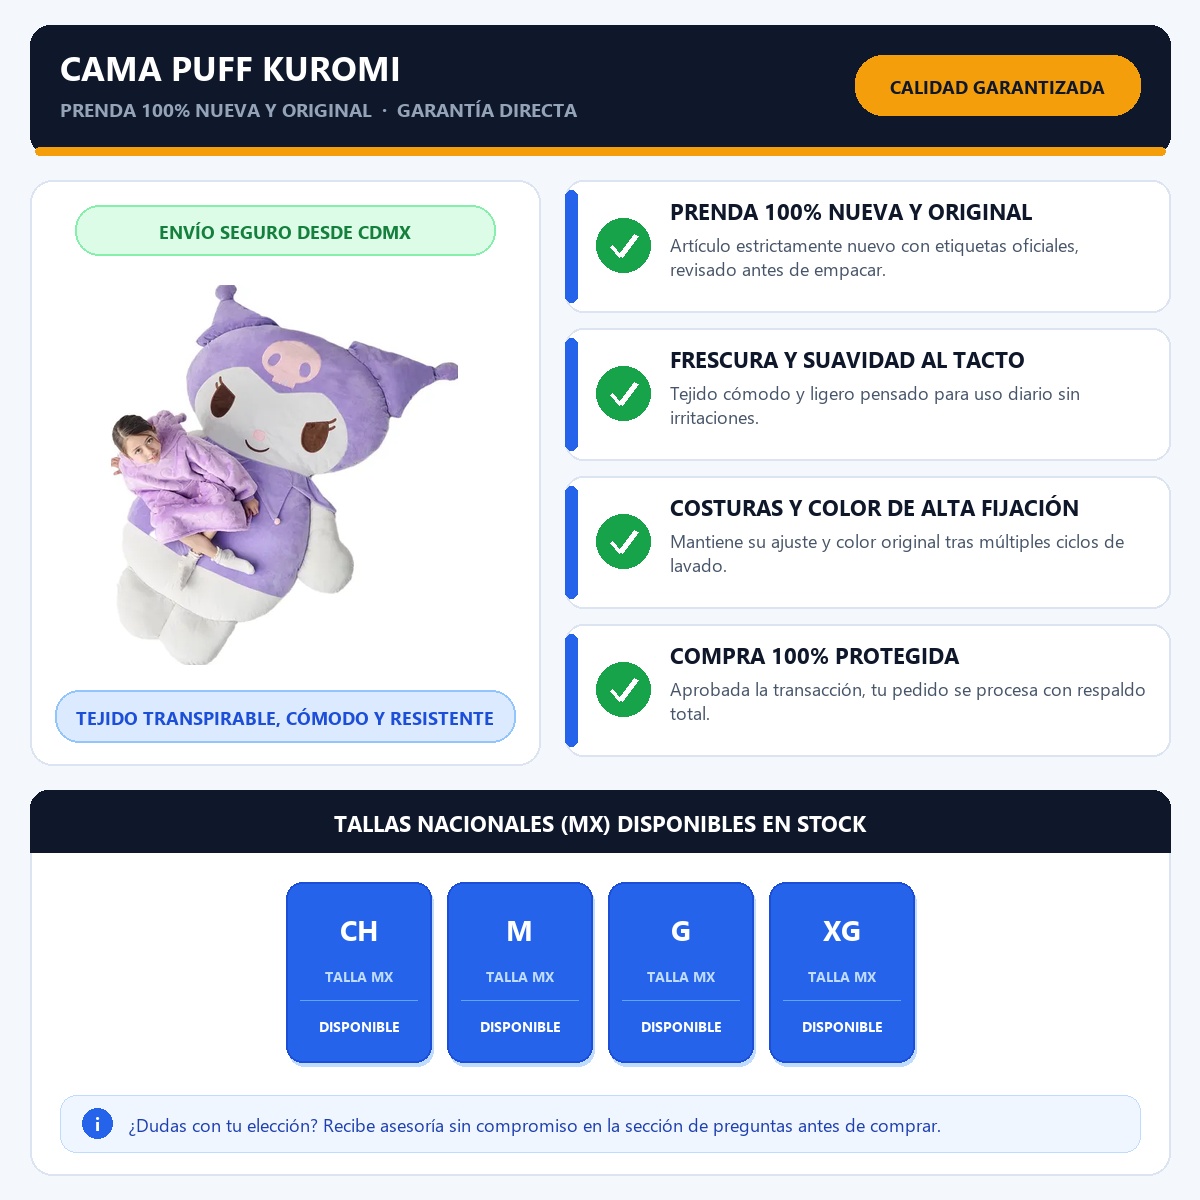 CAMA PUFF KUROMI
PRENDA 100% NUEVA Y ORIGINAL · GARANTÍA DIRECTA
CALIDAD GARANTIZADA
ENVÍO SEGURO DESDE CDMX
TEJIDO TRANSPIRABLE, CÓMODO Y RESISTENTE
PRENDA 100% NUEVA Y ORIGINAL
Artículo estrictamente nuevo con etiquetas oficiales,
revisado antes de empacar.
FRESCURA Y SUAVIDAD AL TACTO
Tejido cómodo y ligero pensado para uso diario sin
irritaciones.
COSTURAS Y COLOR DE ALTA FIJACIÓN
Mantiene su ajuste y color original tras múltiples ciclos de
lavado.
COMPRA 100% PROTEGIDA
Aprobada la transacción, tu pedido se procesa con respaldo
total.
TALLAS NACIONALES (MX) DISPONIBLES EN STOCK
CH
TALLA MX
DISPONIBLE
M
TALLA MX
DISPONIBLE
G
TALLA MX
DISPONIBLE
XG
TALLA MX
DISPONIBLE
¿Dudas con tu elección? Recibe asesoría sin compromiso en la sección de preguntas antes de comprar.